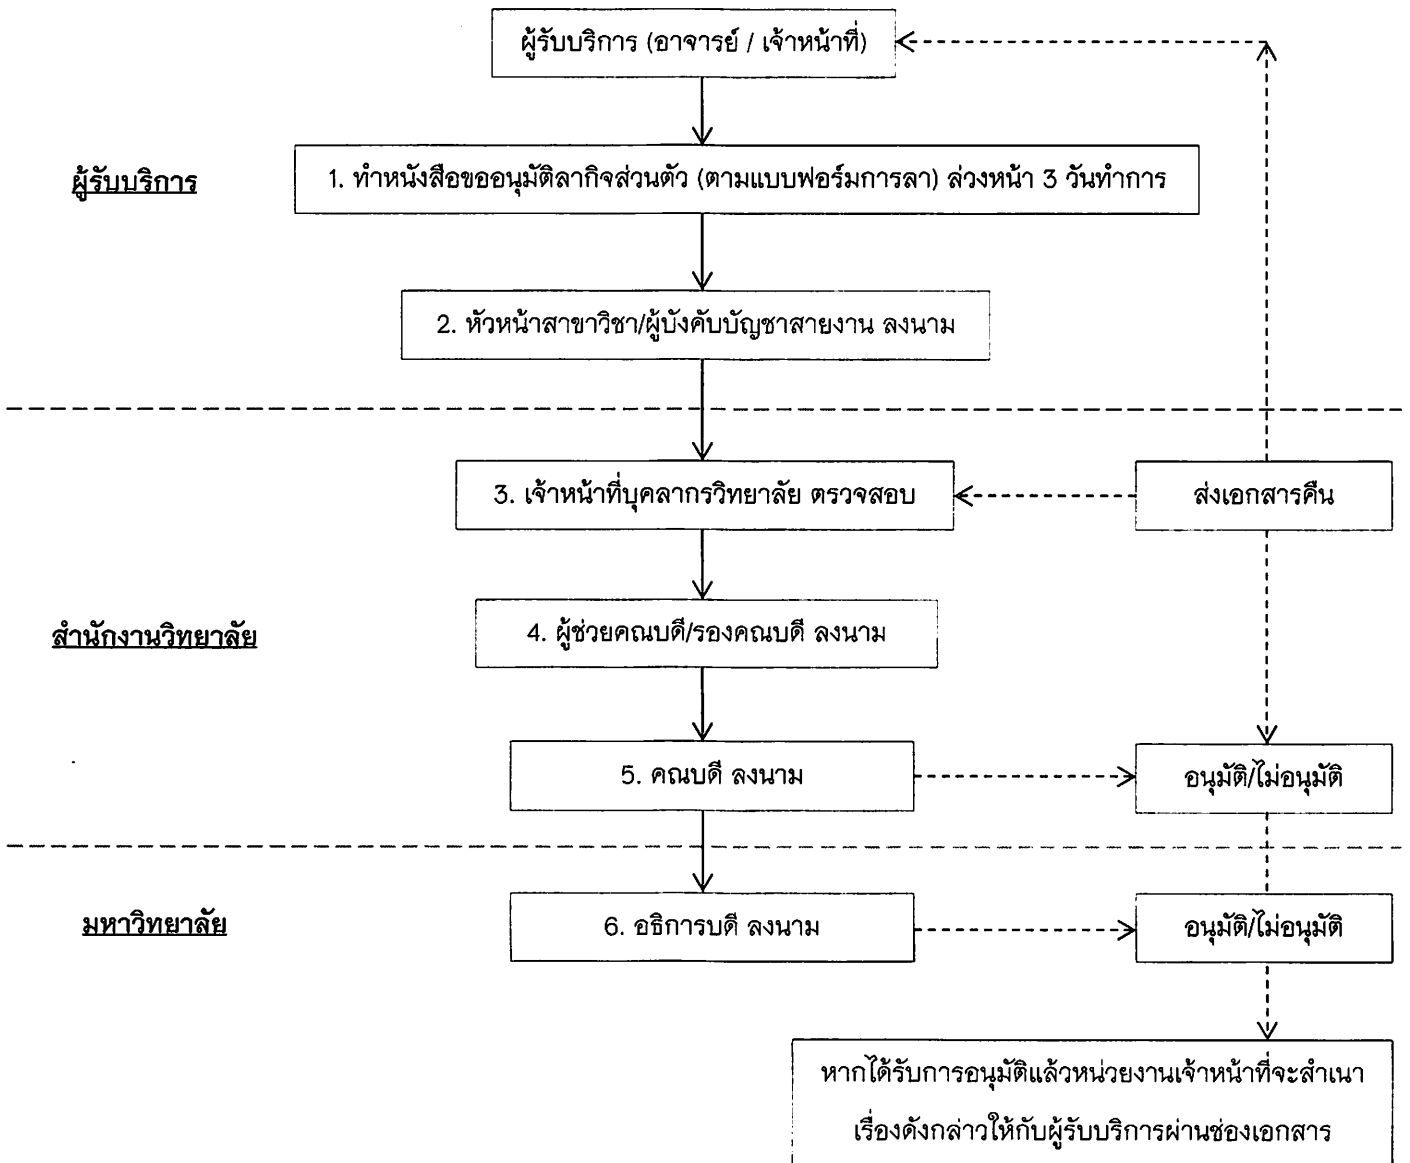 ผู้รับบริการ (อาจารย์ / เจ้าหน้าที่)
ผู้รับบริการ
1. ทำหนังสือขออนุมัติลากิจส่วนตัว (ตามแบบฟอร์มการลา) ล่วงหน้า 3 วันทำการ
2. หัวหน้าสาขาวิชา/ผู้บังคับบัญชาสายงาน ลงนาม
3. เจ้าหน้าที่บุคลากรวิทยาลัย ตรวจสอบ
ส่งเอกสารคืน
สำนักงานวิทยาลัย
4. ผู้ช่วยคณบดี/รองคณบดี ลงนาม
5. คณบดี ลงนาม
อนุมัติ/ไม่อนุมัติ
มหาวิทยาลัย
6. อธิการบดี ลงนาม
อนุมัติ/ไม่อนุมัติ
หากได้รับการอนุมัติแล้วหน่วยงานเจ้าหน้าที่จะสำเนา
เรื่องดังกล่าวให้กับผู้รับบริการผ่านช่องเอกสาร